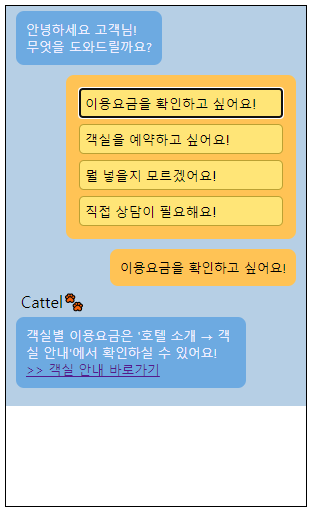 안녕하세요 고객님!
무엇을 도와드릴까요?
이용요금을 확인하고 싶어요!
객실을 예약하고 싶어요!
뭘 넣을지 모르겠어요!
직접 상담이 필요해요!
이용요금을 확인하고 싶어요!
Cattel🐾
객실별 이용요금은 '호텔 소개 → 객
실 안내'에서 확인하실 수 있어요!
>> 객실 안내 바로가기